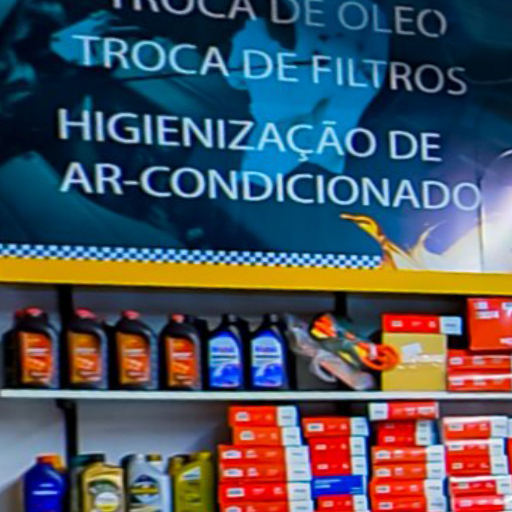 TROCA DE ÓLEO
TROCA DE FILTROS
HIGIENIZAÇÃO DE
AR-CONDICIONADO